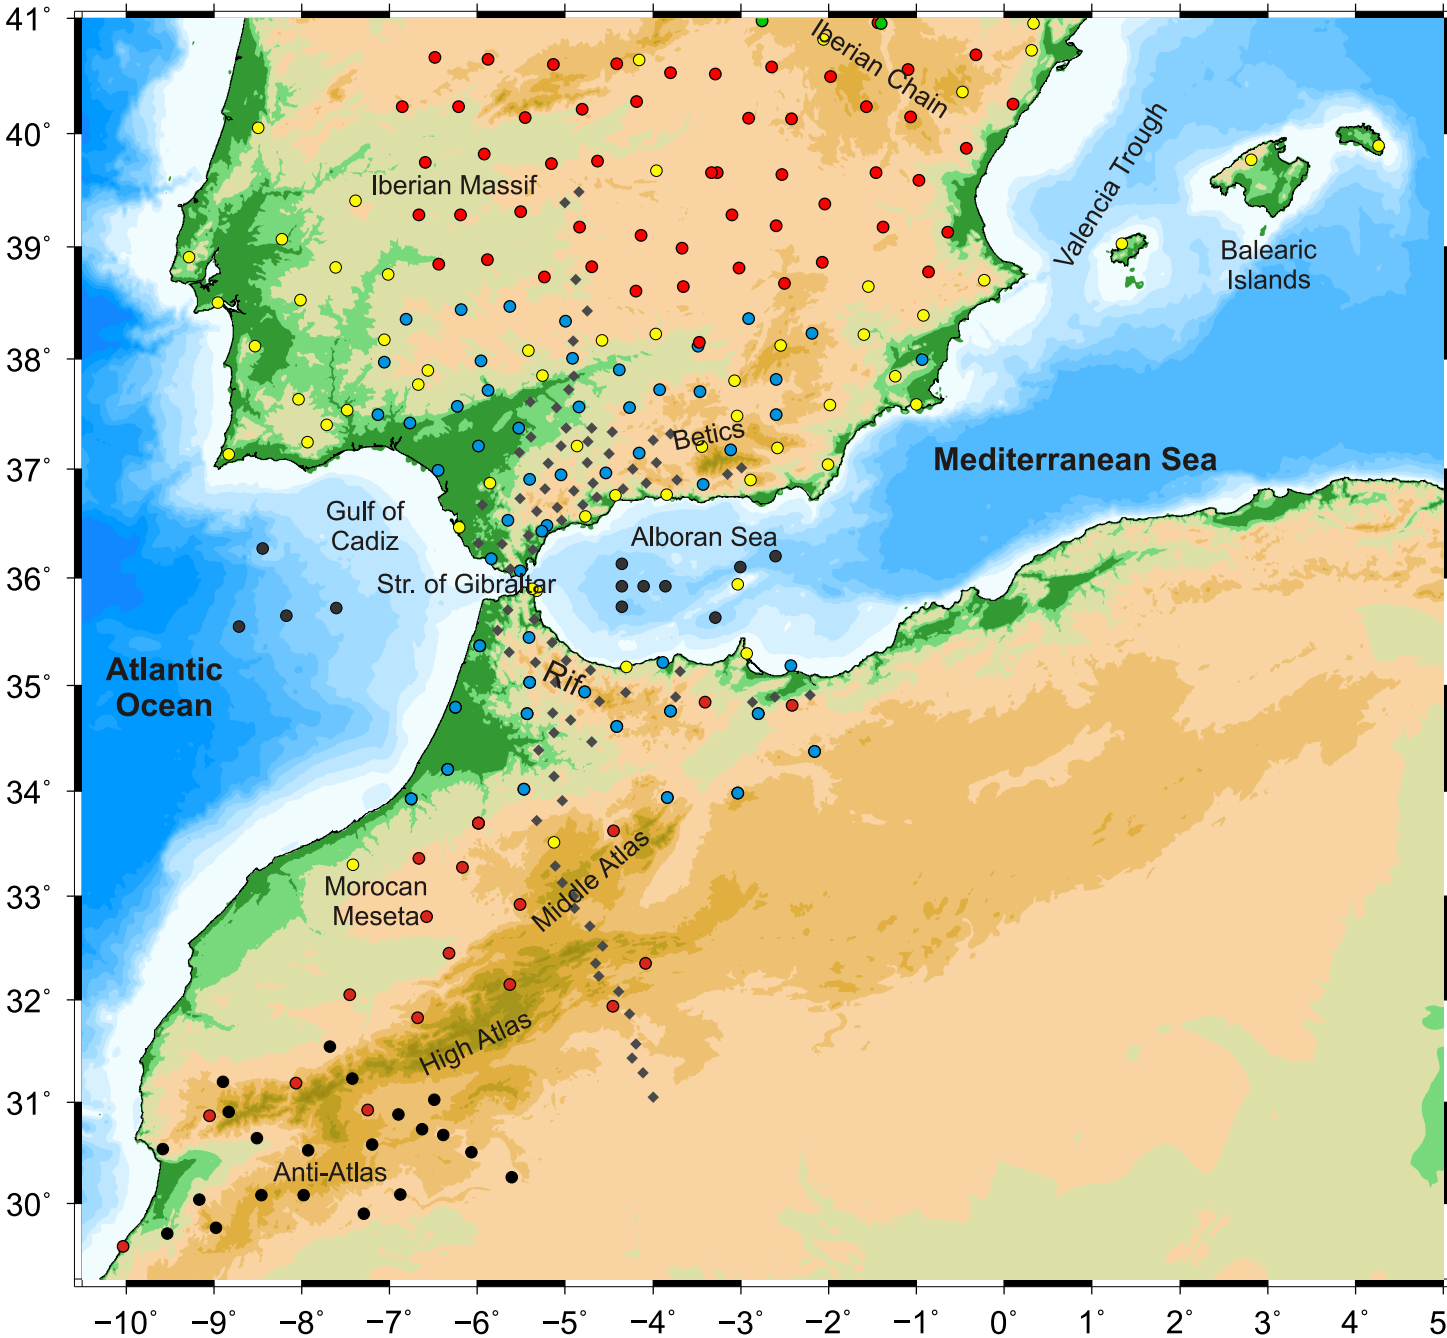 41°
40°
39°
38°
37°
36°
35°
34°
33°
32°
31°
30°
Iberian Chain
Iberian Massif
Valencia Trough
Balearic
Islands
Betics
Mediterranean Sea
Gulf of
Cadiz
Alboran Sea
Str. of Gibraltar
Atlantic
Ocean
Rif
Middle Atlas
Morocan
Meseta
High Atlas
Anti-Atlas
−10° −9° −8° −7° −6° −5° −4° −3° −2° −1° 0° 1° 2° 3° 4° 5